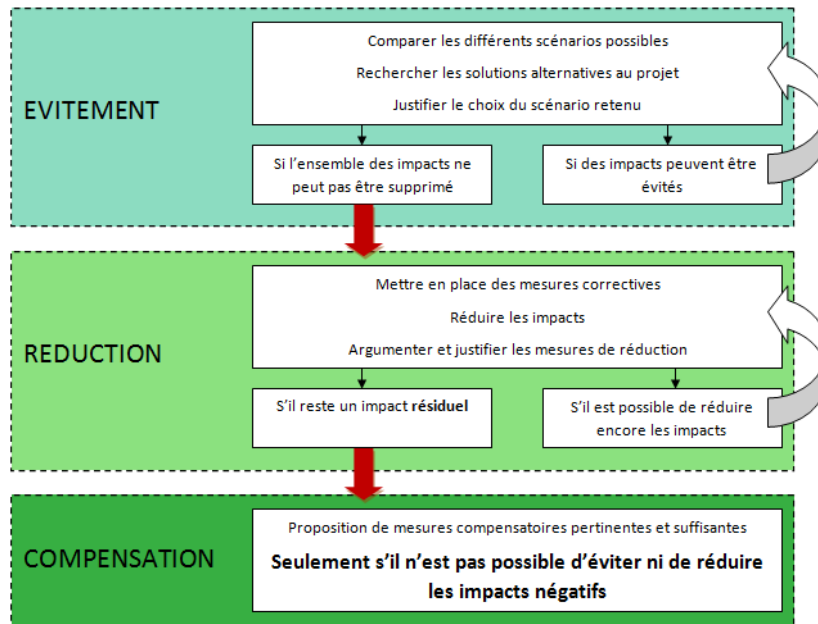 EVITEMENT
Comparer les différents scénarios possibles
Rechercher les solutions alternatives au projet
Justifier le choix du scénario retenu
Si l'ensemble des impacts ne
peut pas être supprimé
Si des impacts peuvent être
évités
REDUCTION
Mettre en place des mesures correctives
Réduire les impacts
Argumenter et justifier les mesures de réduction
S'il reste un impact résiduel
S'il est possible de réduire
encore les impacts
COMPENSATION
Proposition de mesures compensatoires pertinentes et suffisantes
Seulement s'il n'est pas possible d'éviter ni de réduire
les impacts négatifs